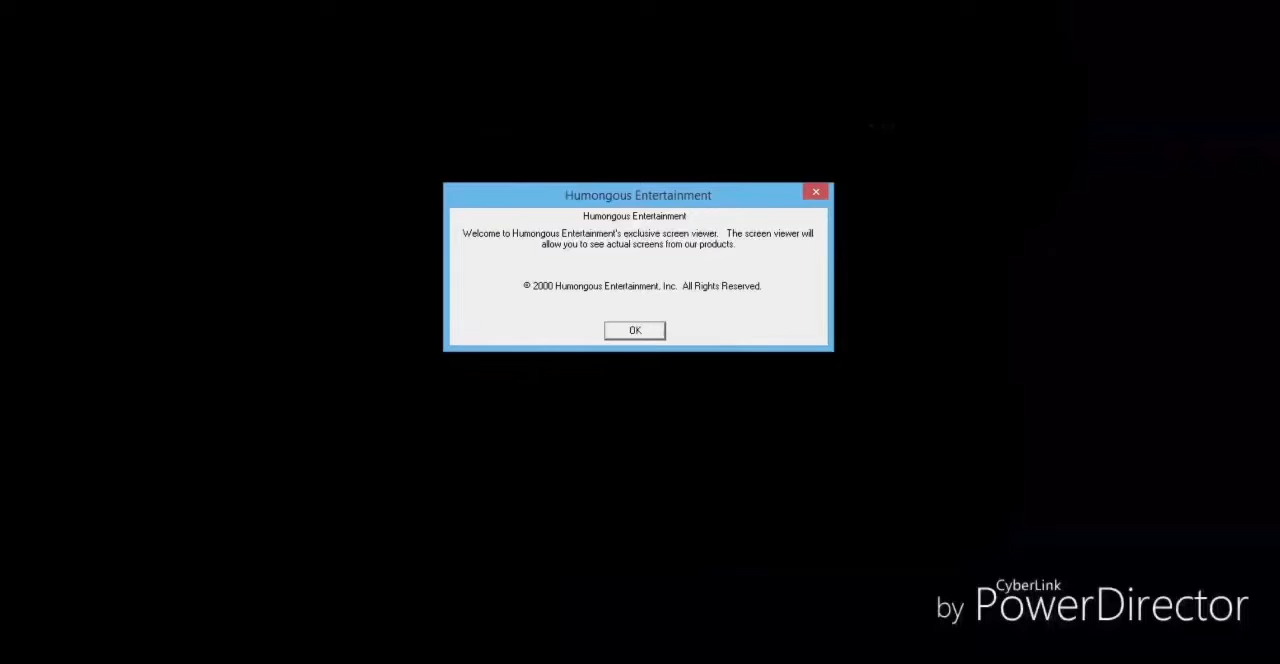 Humongous Entertainment
Humongous Entertainment
Welcome to Humongous Entertainment's exclusive screen viewer.   The screen viewer will
allow you to see actual screens from our products.
© 2000 Humongous Entertainment, Inc.  All Rights Reserved.
OK
CyberLink
by PowerDirector